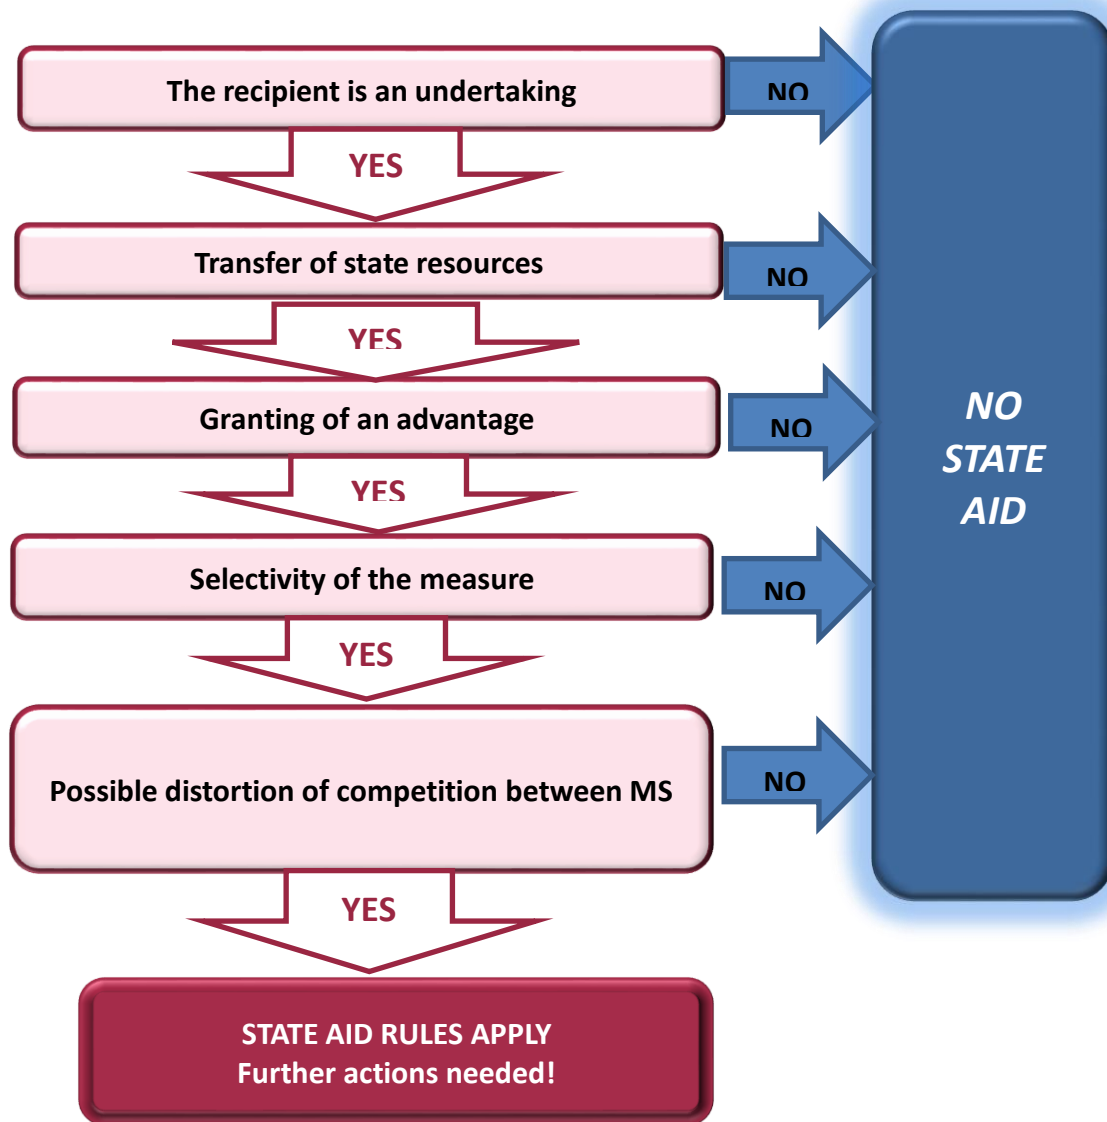 The recipient is an undertaking
NO
YES
Transfer of state resources
NO
YES
Granting of an advantage
NO
YES
Selectivity of the measure
NO
YES
Possible distortion of competition between MS
NO
YES
STATE AID RULES APPLY
Further actions needed!
NO
STATE
AID